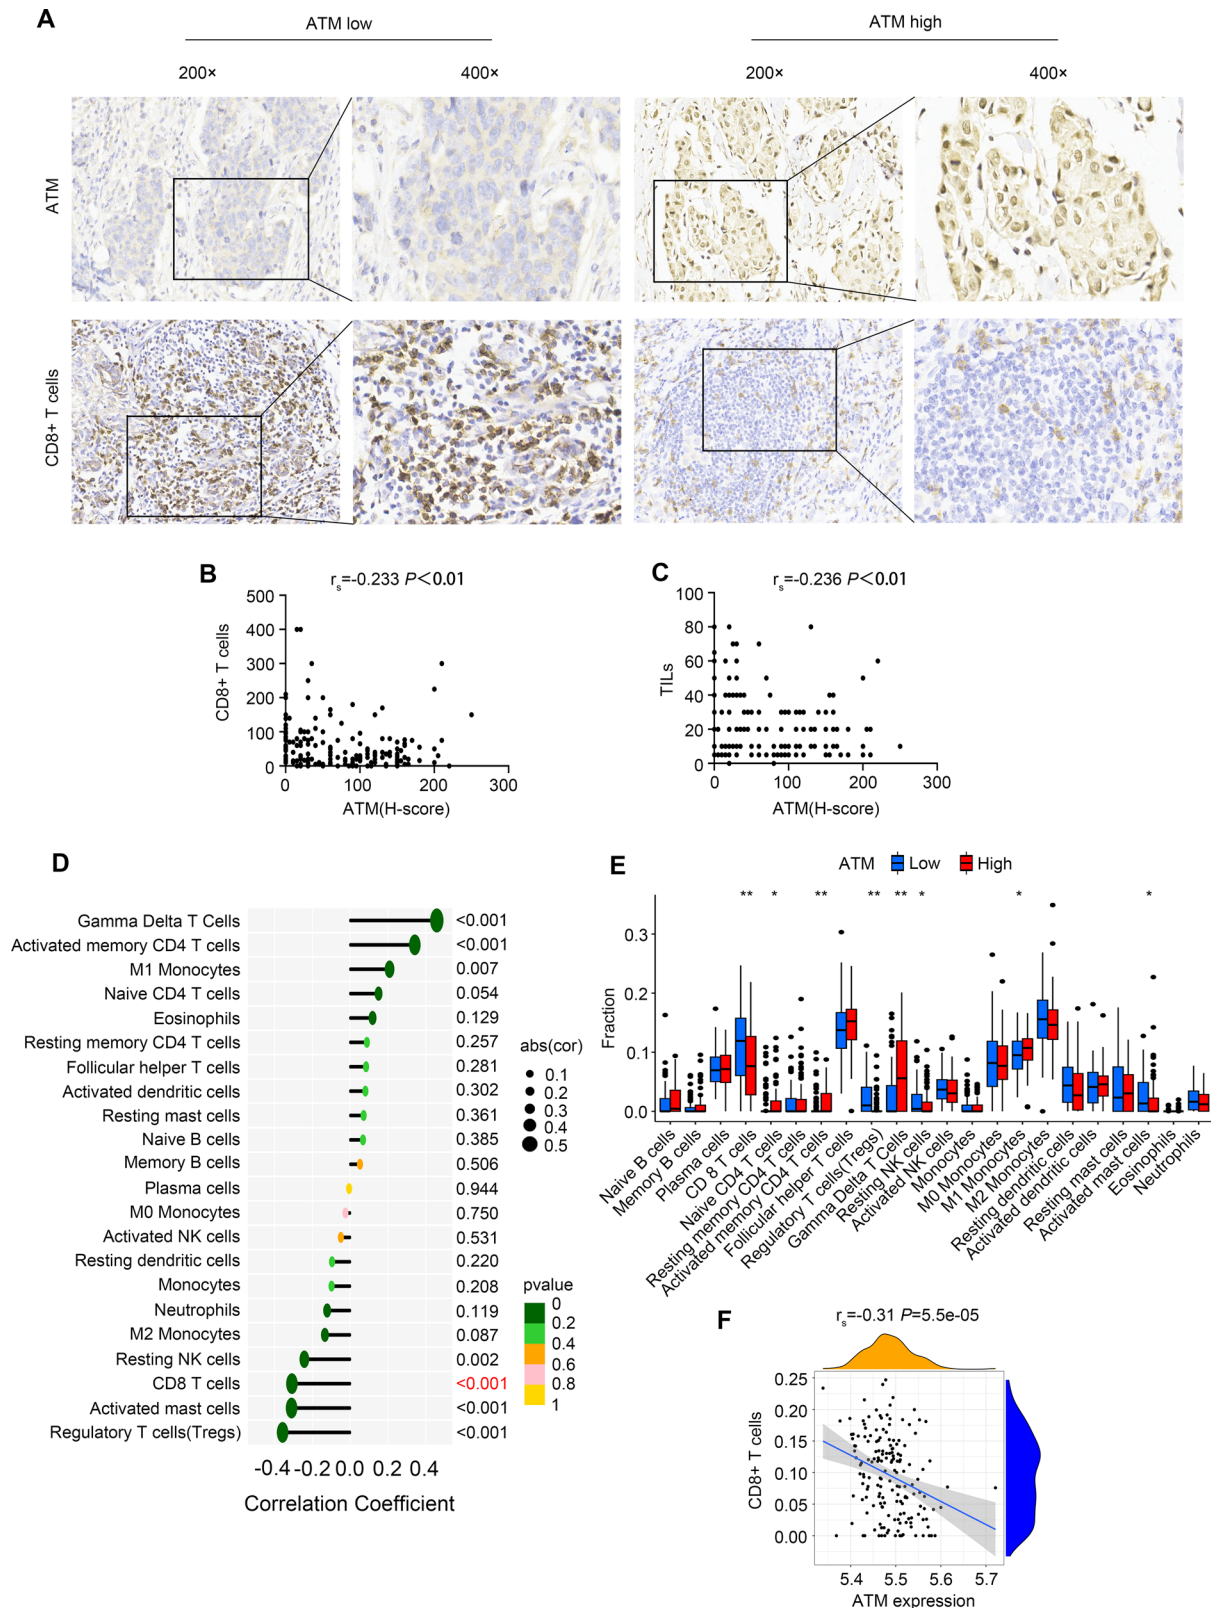 A
ATM low
ATM high
200×
400×
200×
400×
ATM
CD8+ T cells
B
rs=-0.233 P<0.01
CD8+ T cells
500
400
300
200
100
0
0
100
200
300
ATM(H-score)
C
rs=-0.236 P<0.01
TILs
100
80
60
40
20
0
0
100
200
300
ATM(H-score)
D
Gamma Delta T Cells
<0.001
Activated memory CD4 T cells
<0.001
M1 Monocytes
0.007
Naive CD4 T cells
0.054
Eosinophils
0.129
Resting memory CD4 T cells
0.257
Follicular helper T cells
0.281
Activated dendritic cells
0.302
Resting mast cells
0.361
Naive B cells
0.385
Memory B cells
0.506
Plasma cells
0.944
M0 Monocytes
0.750
Activated NK cells
0.531
Resting dendritic cells
0.220
Monocytes
0.208
Neutrophils
0.119
M2 Monocytes
0.087
Resting NK cells
0.002
CD8 T cells
<0.001
Activated mast cells
<0.001
Regulatory T cells(Tregs)
<0.001
-0.4
-0.2
0.0
0.2
0.4
Correlation Coefficient
abs(cor)
0.1
0.2
0.3
0.4
0.5
pvalue
0
0.2
0.4
0.6
0.8
1
E
ATM
Low
High
** * ** ** ** * * *
Fraction
0.3
0.2
0.1
0.0
Naive B cells
Memory B cells
Plasma cells
CD 8 T cells
Naive CD4 T cells
Resting memory CD4 T cells
Activated memory CD4 T cells
Follicular helper T cells
Regulatory T cells(Tregs)
Gamma Delta T Cells
Resting NK cells
Activated NK cells
Monocytes
M0 Monocytes
M1 Monocytes
M2 Monocytes
Resting dendritic cells
Activated dendritic cells
Resting mast cells
Activated mast cells
Eosinophils
Neutrophils
F
rs=-0.31 P=5.5e-05
CD8+ T cells
0.25
0.20
0.15
0.10
0.05
0.00
5.4
5.5
5.6
5.7
ATM expression